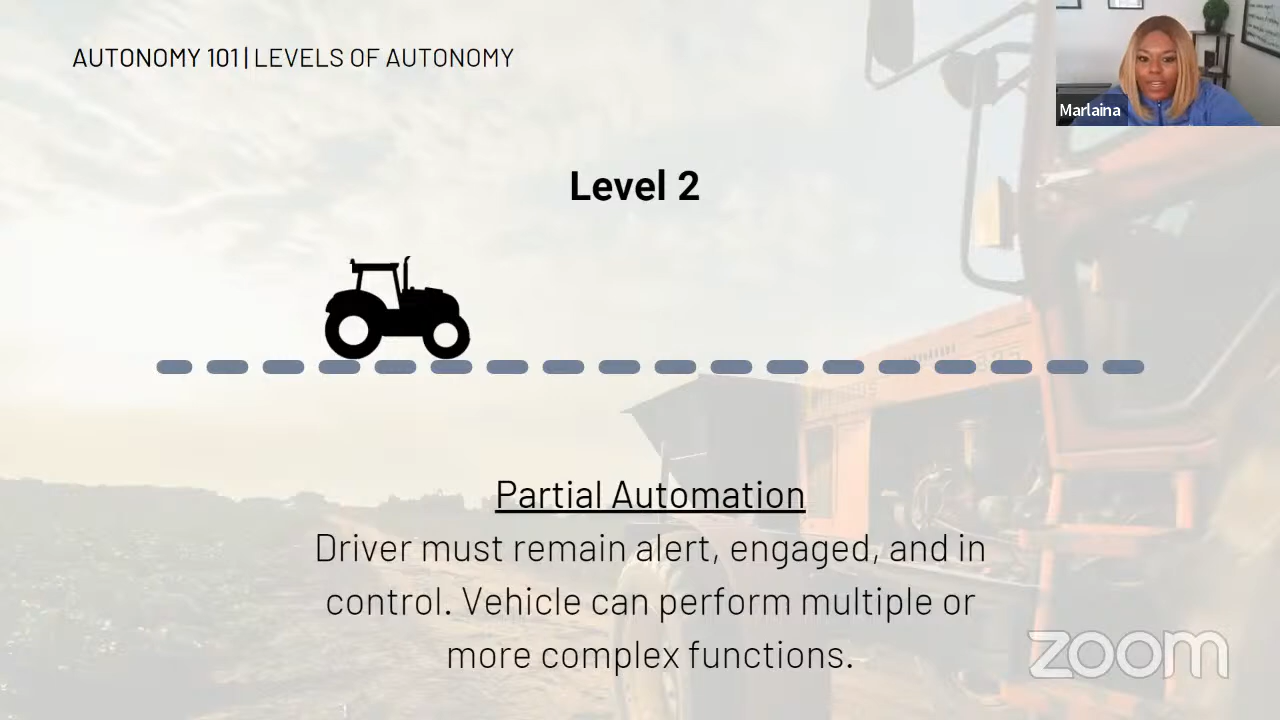 AUTONOMY 101 | LEVELS OF AUTONOMY
Marlaina
Level 2
Partial Automation
Driver must remain alert, engaged, and in
control. Vehicle can perform multiple or
more complex functions.
zoom